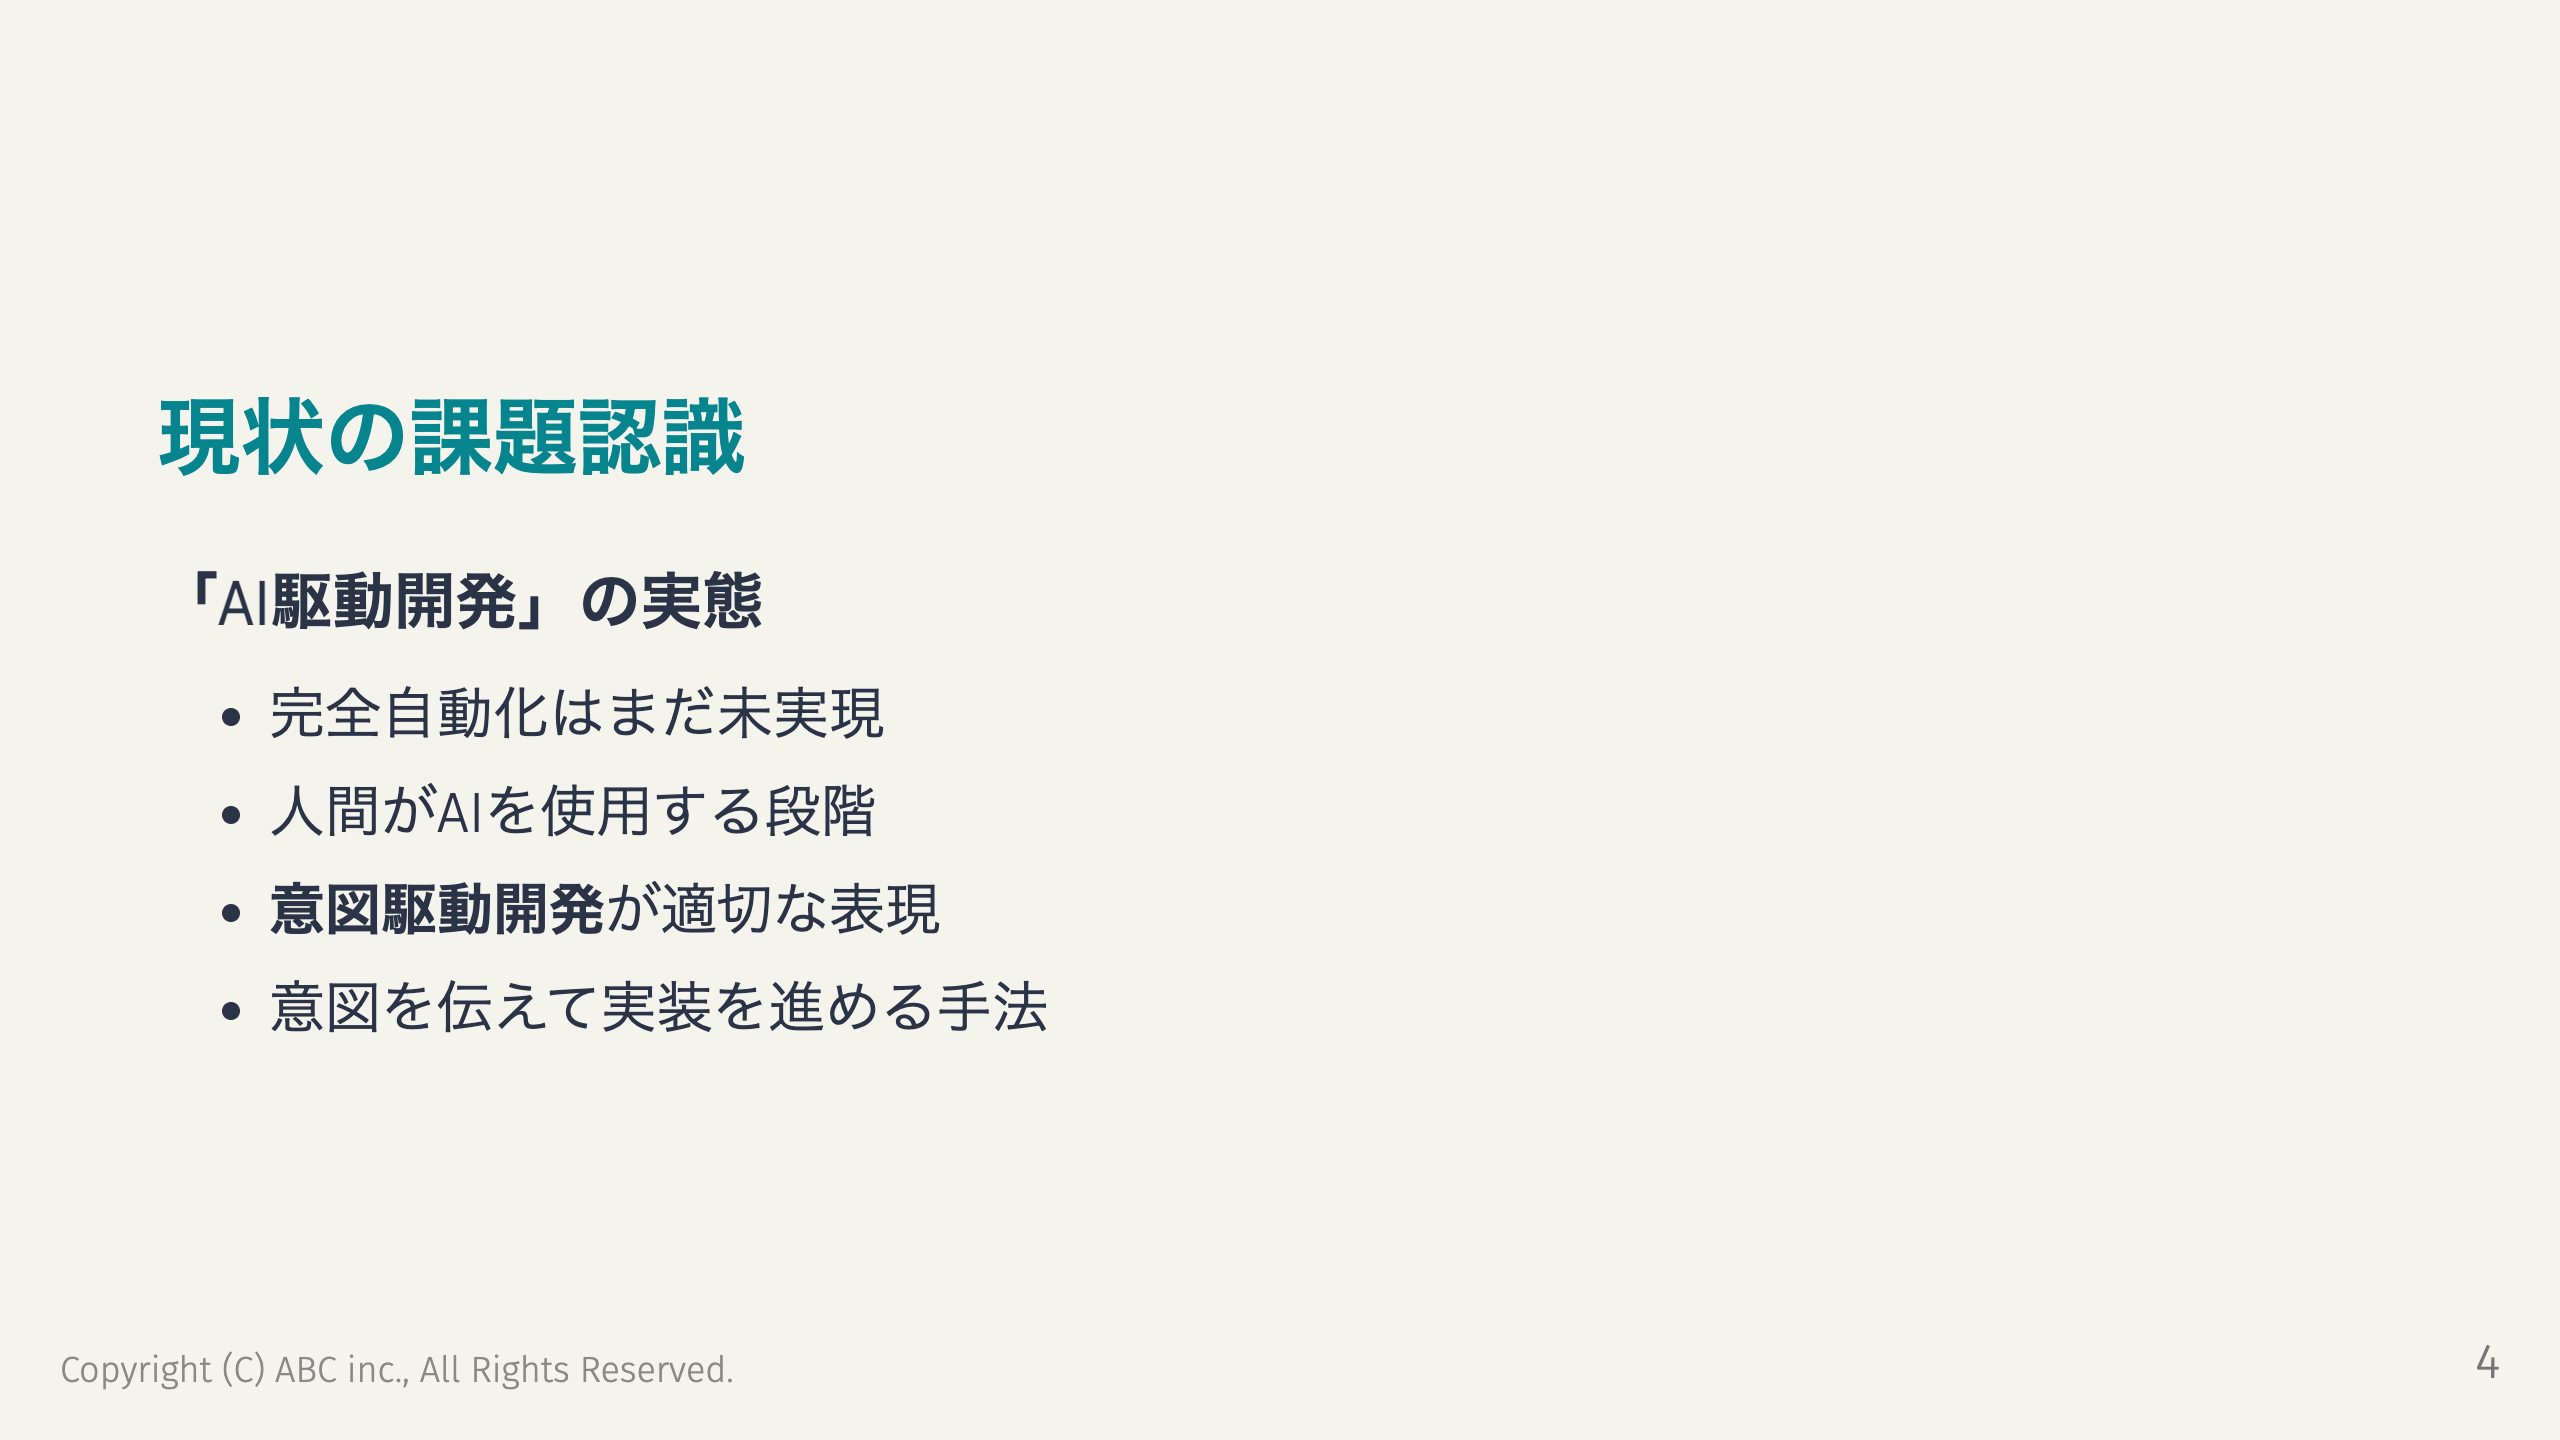 現状の課題認識
「AI駆動開発」の実態
• 完全自動化はまだ未実現
• 人間がAIを使用する段階
• 意図駆動開発が適切な表現
• 意図を伝えて実装を進める手法
Copyright (C) ABC inc., All Rights Reserved.
4